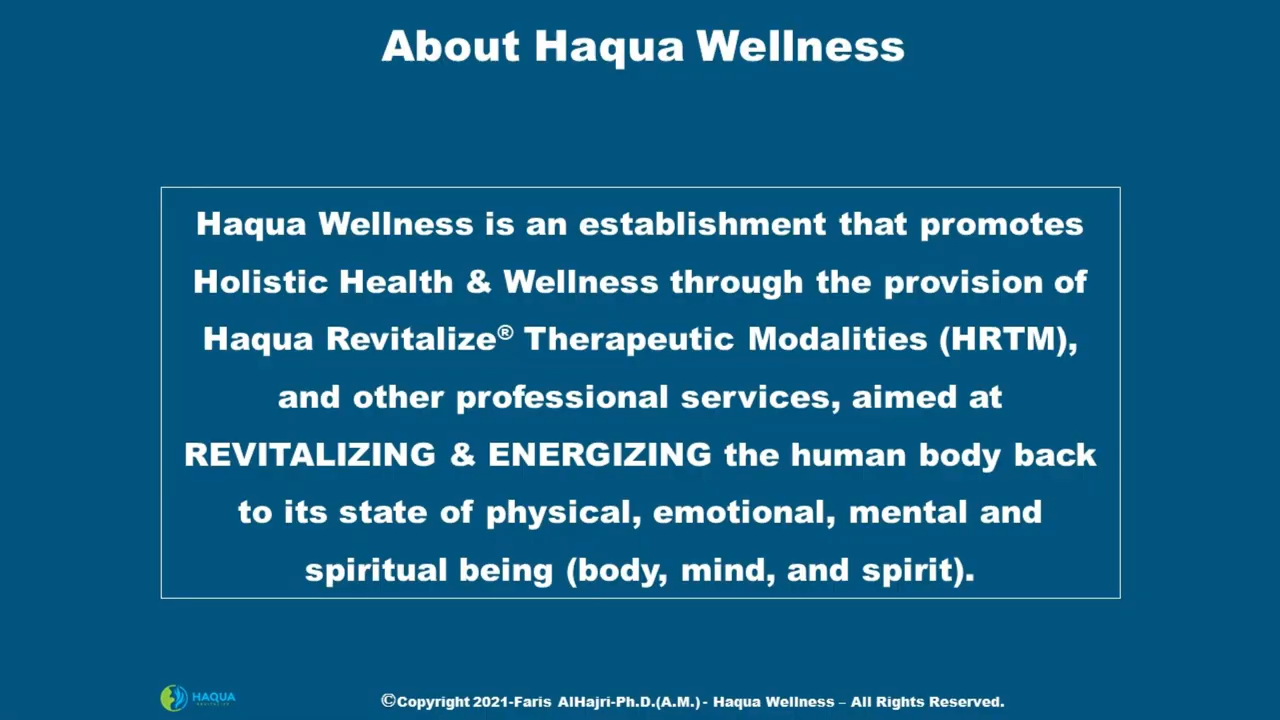 About Haqua Wellness
Haqua Wellness is an establishment that promotes
Holistic Health & Wellness through the provision of
Haqua Revitalize® Therapeutic Modalities (HRTM),
and other professional services, aimed at
REVITALIZING & ENERGIZING the human body back
to its state of physical, emotional, mental and
spiritual being (body, mind, and spirit).
HAQUA
©Copyright 2021-Faris AlHajri-Ph.D.(A.M.) - Haqua Wellness – All Rights Reserved.